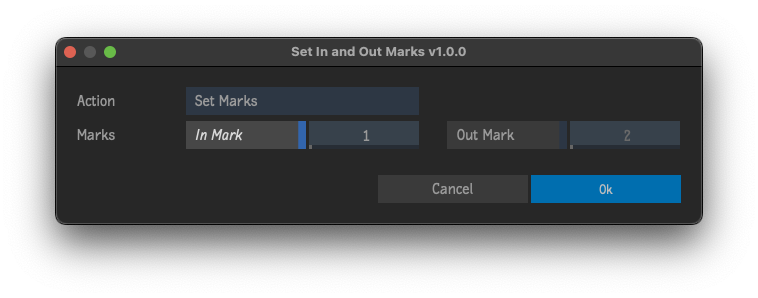 Set In and Out Marks v1.0.0
Action Set Marks
Marks In Mark 1 Out Mark 2
Cancel Ok